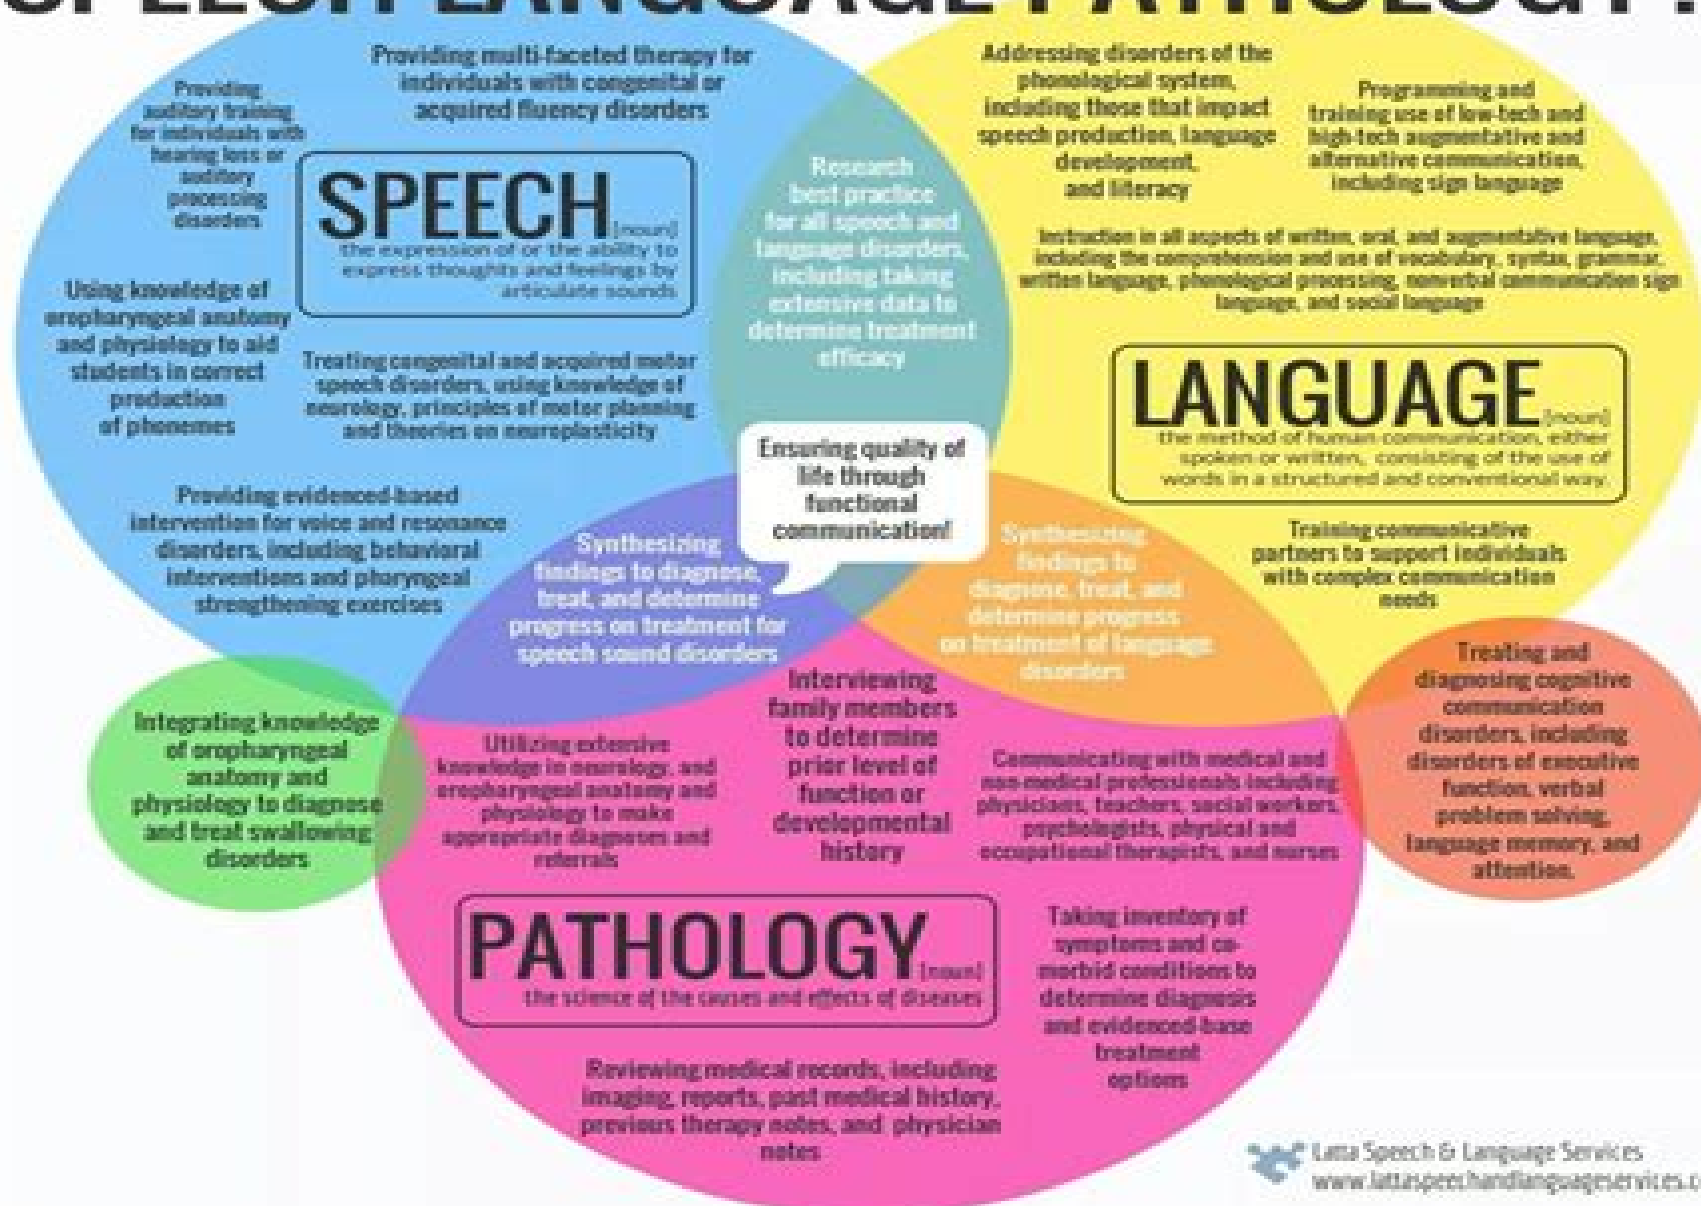 SPEECH LANGUAGE PATHOLOGY?
Providing multi-faceted therapy for
individuals with congenital or
acquired fluency disorders
Providing
auditory training
for individuals with
hearing loss or
auditory
processing
disorders
SPEECH [noun]
the expression of or the ability to
express thoughts and feelings by
articulate sounds
Using knowledge of
oropharyngeal anatomy
and physiology to aid
students in correct
production
of phonemes
Treating congenital and acquired motor
speech disorders, using knowledge of
neurology, principles of motor planning
and theories on neuroplasticity
Providing evidenced-based
intervention for voice and resonance
disorders, including behavioral
interventions and pharyngeal
strengthening exercises
Research
best practice
for all speech and
language disorders,
including taking
extensive data to
determine treatment
efficacy
Addressing disorders of the
phonological system,
including those that impact
speech production, language
development,
and literacy
Programming and
training use of low-tech and
high-tech augmentative and
alternative communication,
including sign language
Instruction in all aspects of written, oral, and augmentative language,
including the comprehension and use of vocabulary, syntax, grammar,
written language, phonological processing, nonverbal communication sign
language, and social language
LANGUAGE [noun]
the method of human communication, either
spoken or written, consisting of the use of
words in a structured and conventional way.
Training communicative
partners to support individuals
with complex communication
needs
Ensuring quality of
life through
functional
communication!
Synthesizing
findings to diagnose,
treat, and determine
progress on treatment for
speech sound disorders
Synthesizing
findings to
diagnose, treat, and
determine progress
on treatment of language
disorders
Integrating knowledge
of oropharyngeal
anatomy and
physiology to diagnose
and treat swallowing
disorders
Utilizing extensive
knowledge in neurology, and
oropharyngeal anatomy and
physiology to make
appropriate diagnoses and
referrals
Interviewing
family members
to determine
prior level of
function or
developmental
history
Communicating with medical and
non-medical professionals including
physicians, teachers, social workers,
psychologists, physical and
occupational therapists, and nurses
Treating and
diagnosing cognitive
communication
disorders, including
disorders of executive
function, verbal
problem solving,
language memory, and
attention.
PATHOLOGY [noun]
the science of the causes and effects of diseases
Taking inventory of
symptoms and co-
morbid conditions to
determine diagnosis
and evidenced-base
treatment
options
Reviewing medical records, including
imaging, reports, past medical history,
previous therapy notes, and physician
notes
Latta Speech & Language Services
www.lattaspeechandlanguageservices.c